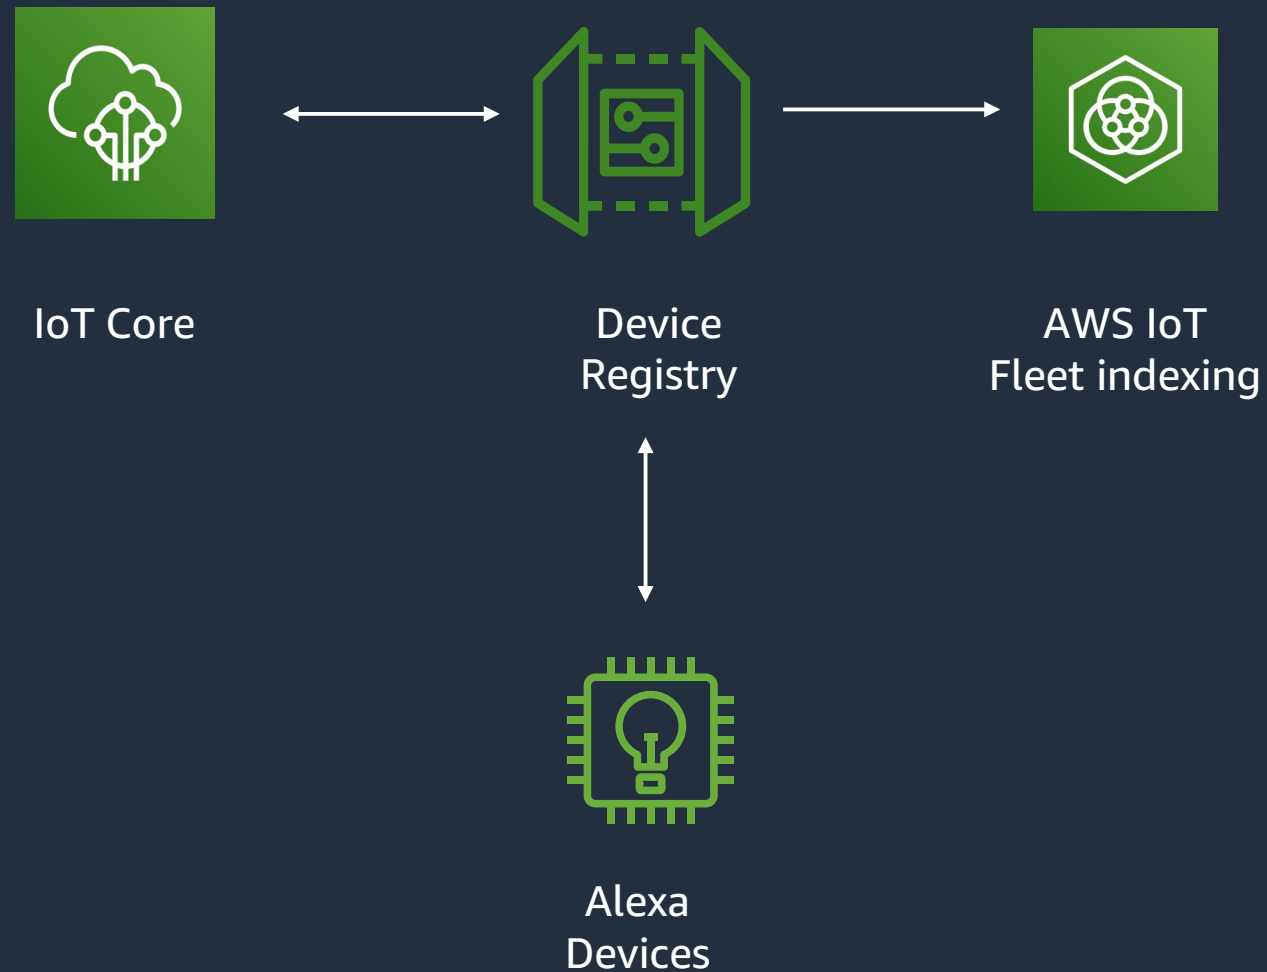 IoT Core
Device
Registry
AWS IoT
Fleet indexing
Alexa
Devices